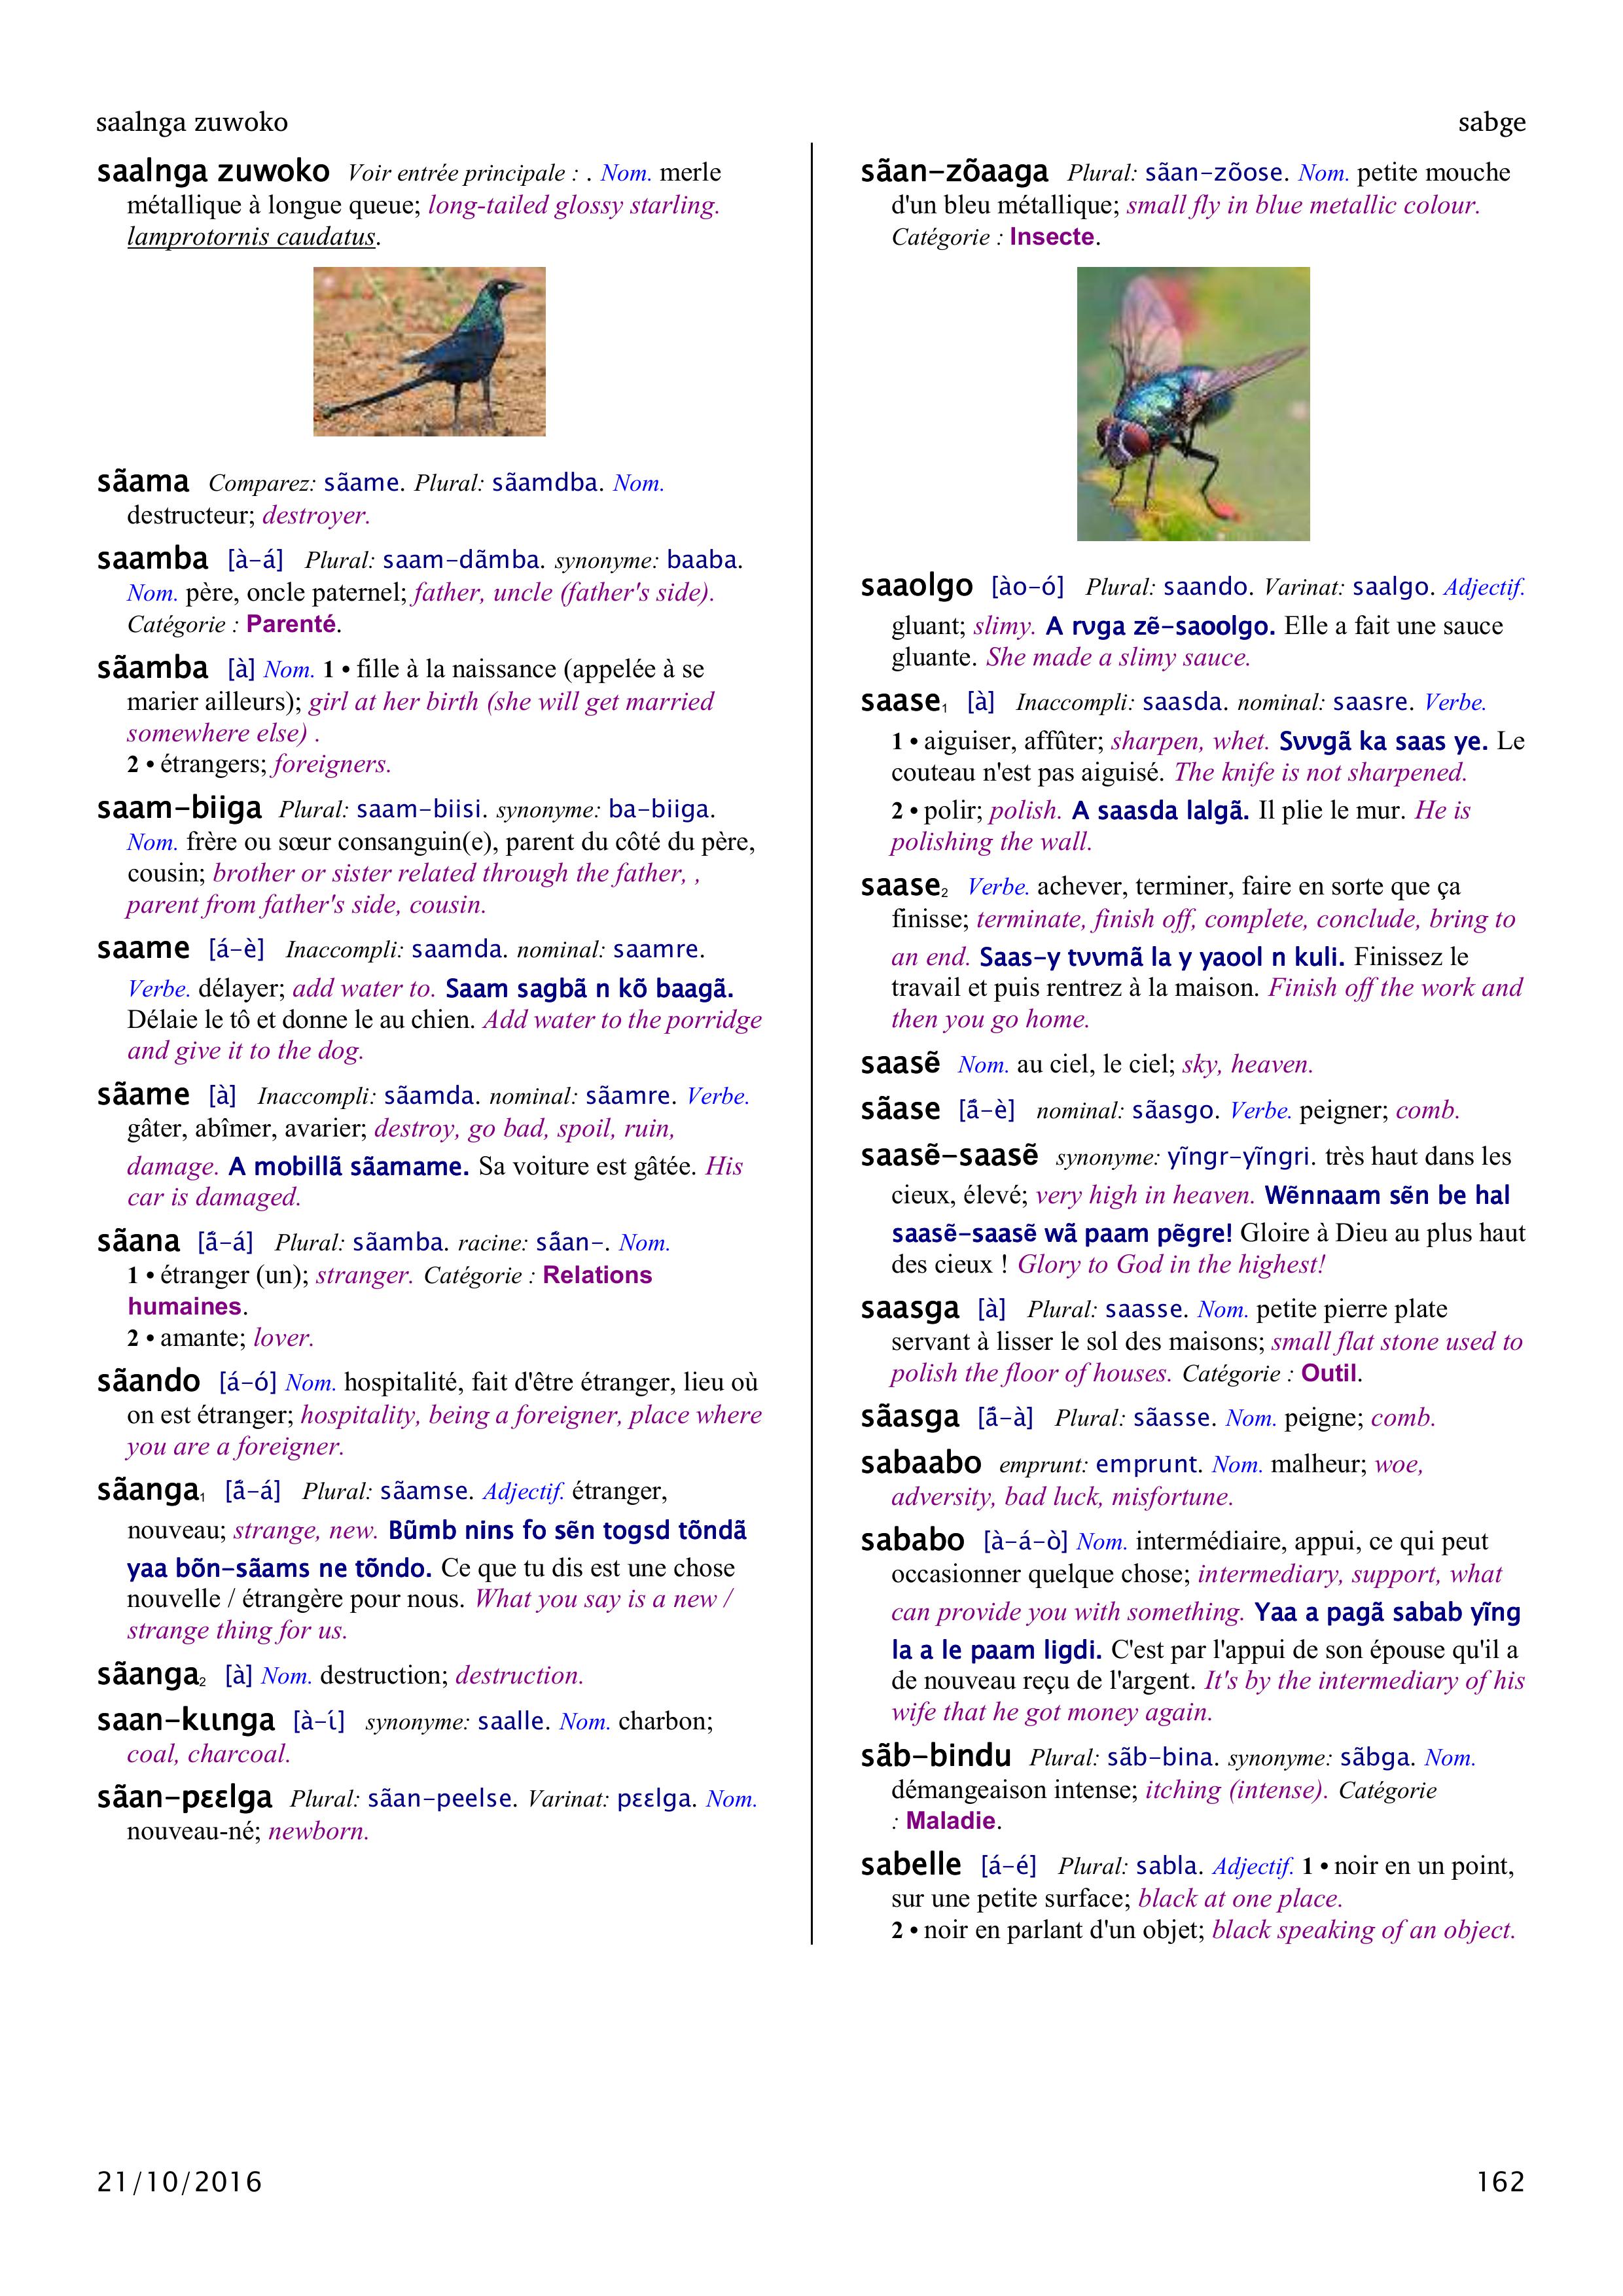 saalnga zuwoko
sabge
saalnga zuwoko Voir entrée principale : . Nom. merle
métallique à longue queue; long-tailed glossy starling.
lamprotornis caudatus.
sãama Comparez: sãame. Plural: sãamdba. Nom.
destructeur; destroyer.
saamba [à-á] Plural: saam-dãmba. synonyme: baaba.
Nom. père, oncle paternel; father, uncle (father's side).
Catégorie : Parenté.
sãamba [à] Nom. 1 • fille à la naissance (appelée à se
marier ailleurs); girl at her birth (she will get married
somewhere else) .
2 • étrangers; foreigners.
saam-biiga Plural: saam-biisi. synonyme: ba-biiga.
Nom. frère ou sœur consanguin(e), parent du côté du père,
cousin; brother or sister related through the father, ,
parent from father's side, cousin.
saame [á-è] Inaccompli: saamda. nominal: saamre.
Verbe. délayer; add water to. Saam sagbã n kõ baagã.
Délaie le tô et donne le au chien. Add water to the porridge
and give it to the dog.
sãame [à] Inaccompli: sãamda. nominal: sãamre. Verbe.
gâter, abîmer, avarier; destroy, go bad, spoil, ruin,
damage. A mobillã sãamame. Sa voiture est gâtée. His
car is damaged.
sãana [ã́-á] Plural: sãamba. racine: sã́an-. Nom.
1 • étranger (un); stranger. Catégorie : Relations
humaines.
2 • amante; lover.
sãando [á-ó] Nom. hospitalité, fait d'être étranger, lieu où
on est étranger; hospitality, being a foreigner, place where
you are a foreigner.
sãanga₁ [ã́-á] Plural: sãamse. Adjectif. étranger,
nouveau; strange, new. Bũmb nins fo sẽn togsd tõndã
yaa bõn-sãams ne tõndo. Ce que tu dis est une chose
nouvelle / étrangère pour nous. What you say is a new /
strange thing for us.
sãanga₂ [à] Nom. destruction; destruction.
saan-kɩɩnga [à-ɩ́] synonyme: saalle. Nom. charbon;
coal, charcoal.
sãan-pɛɛlga Plural: sãan-peelse. Varinat: pɛɛlga. Nom.
nouveau-né; newborn.
sãan-zõaaga Plural: sãan-zõose. Nom. petite mouche
d'un bleu métallique; small fly in blue metallic colour.
Catégorie : Insecte.
saaolgo [ào-ó] Plural: saando. Varinat: saalgo. Adjectif.
gluant; slimy. A rʋga zẽ-saoolgo. Elle a fait une sauce
gluante. She made a slimy sauce.
saase₁ [à] Inaccompli: saasda. nominal: saasre. Verbe.
1 • aiguiser, affûter; sharpen, whet. Sʋʋgã ka saas ye. Le
couteau n'est pas aiguisé. The knife is not sharpened.
2 • polir; polish. A saasda lalgã. Il plie le mur. He is
polishing the wall.
saase₂ Verbe. achever, terminer, faire en sorte que ça
finisse; terminate, finish off, complete, conclude, bring to
an end. Saas-y tʋʋmã la y yaool n kuli. Finissez le
travail et puis rentrez à la maison. Finish off the work and
then you go home.
saasẽ Nom. au ciel, le ciel; sky, heaven.
sãase [ã́-è] nominal: sãasgo. Verbe. peigner; comb.
saasẽ-saasẽ synonyme: yĩngr-yĩngri. très haut dans les
cieux, élevé; very high in heaven. Wẽnnaam sẽn be hal
saasẽ-saasẽ wã paam pẽgre! Gloire à Dieu au plus haut
des cieux ! Glory to God in the highest!
saasga [à] Plural: saasse. Nom. petite pierre plate
servant à lisser le sol des maisons; small flat stone used to
polish the floor of houses. Catégorie : Outil.
sãasga [ã́-à] Plural: sãasse. Nom. peigne; comb.
sabaabo emprunt: emprunt. Nom. malheur; woe,
adversity, bad luck, misfortune.
sababo [à-á-ò] Nom. intermédiaire, appui, ce qui peut
occasionner quelque chose; intermediary, support, what
can provide you with something. Yaa a pagã sabab yĩng
la a le paam ligdi. C'est par l'appui de son épouse qu'il a
de nouveau reçu de l'argent. It's by the intermediary of his
wife that he got money again.
sãb-bindu Plural: sãb-bina. synonyme: sãbga. Nom.
démangeaison intense; itching (intense). Catégorie
: Maladie.
sabelle [á-é] Plural: sabla. Adjectif. 1 • noir en un point,
sur une petite surface; black at one place.
2 • noir en parlant d'un objet; black speaking of an object.
21/10/2016
162